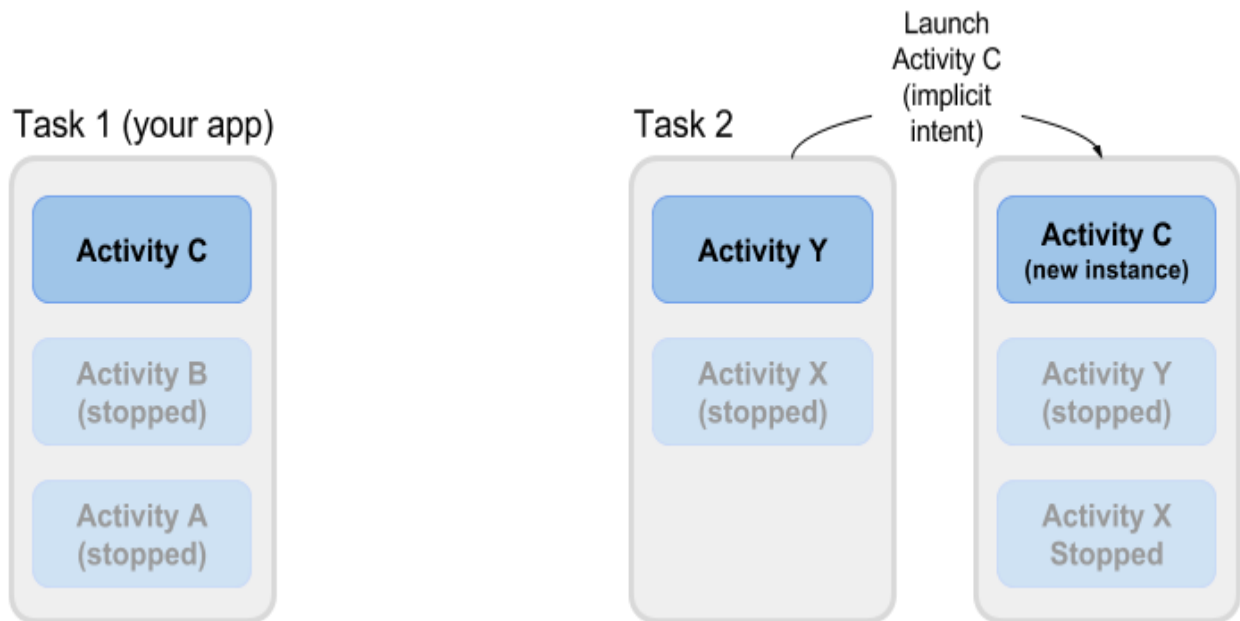 Launch
Activity C
(implicit
intent)
Task 1 (your app)
Task 2
Activity C
Activity B
(stopped)
Activity A
(stopped)
Activity Y
Activity X
(stopped)
Activity C
(new instance)
Activity Y
(stopped)
Activity X
Stopped